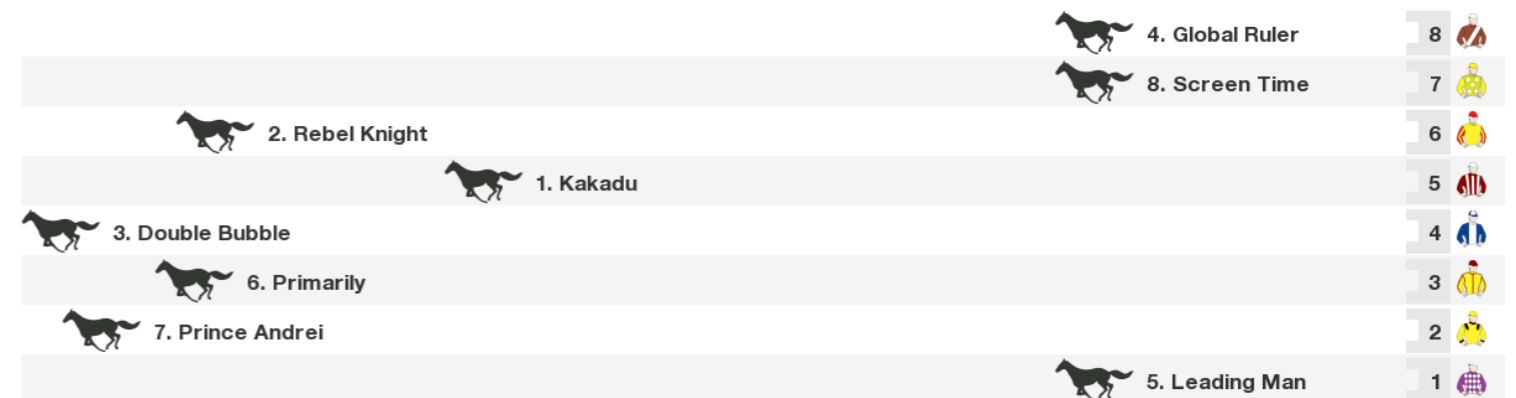 4. Global Ruler 8
8. Screen Time 7
2. Rebel Knight 6
1. Kakadu 5
3. Double Bubble 4
6. Primarily 3
7. Prince Andrei 2
5. Leading Man 1